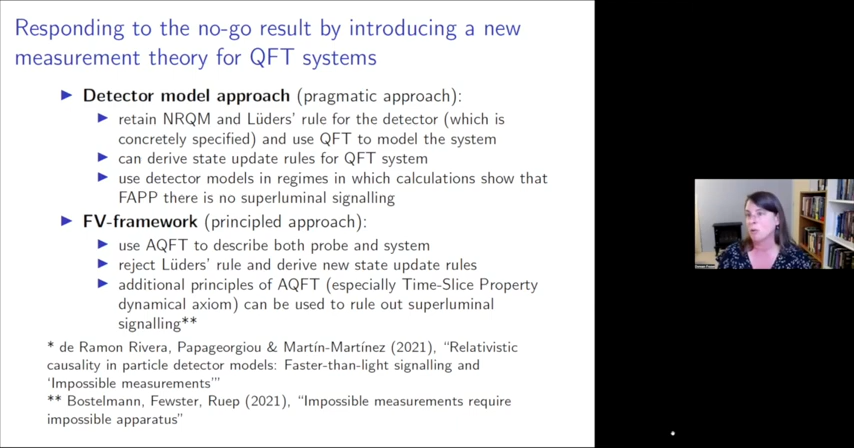 Responding to the no-go result by introducing a new
measurement theory for QFT systems
Detector model approach (pragmatic approach):
retain NRQM and Lüders' rule for the detector (which is
concretely specified) and use QFT to model the system
can derive state update rules for QFT system
use detector models in regimes in which calculations show that
FAPP there is no superluminal signalling
FV-framework (principled approach):
use AQFT to describe both probe and system
reject Lüders' rule and derive new state update rules
additional principles of AQFT (especially Time-Slice Property
dynamical axiom) can be used to rule out superluminal
signalling**
* de Ramon Rivera, Papageorgiou & Martín-Martínez (2021), "Relativistic
causality in particle detector models: Faster-than-light signalling and
'Impossible measurements'"
** Bostelmann, Fewster, Ruep (2021), "Impossible measurements require
impossible apparatus"